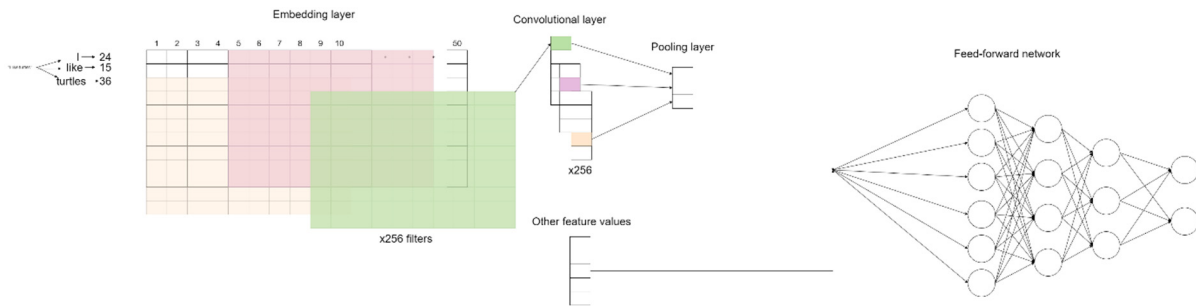 Embedding layer
Convolutional layer
Pooling layer
Feed-forward network
1 2 3 4 5 6 7 8 9 10 50
I 24
like 15
turtles 36
x256
x256 filters
Other feature values